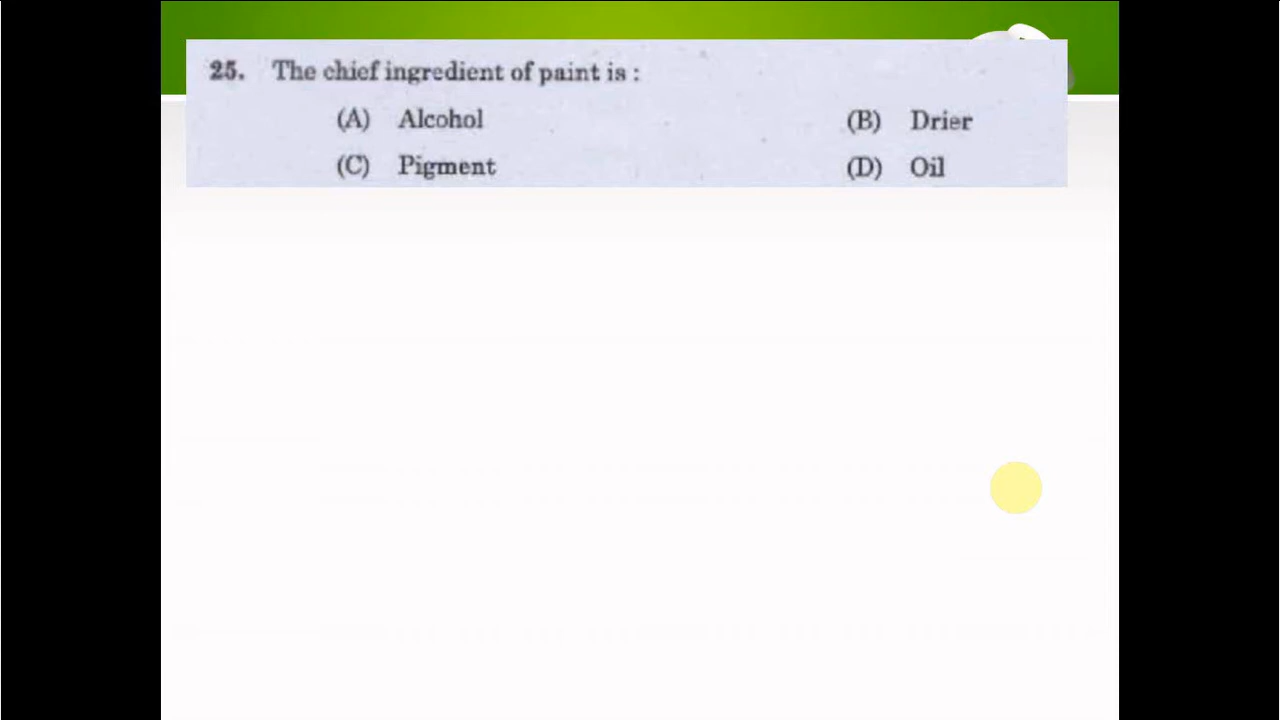 25. The chief ingredient of paint is :
(A) Alcohol (B) Drier
(C) Pigment (D) Oil